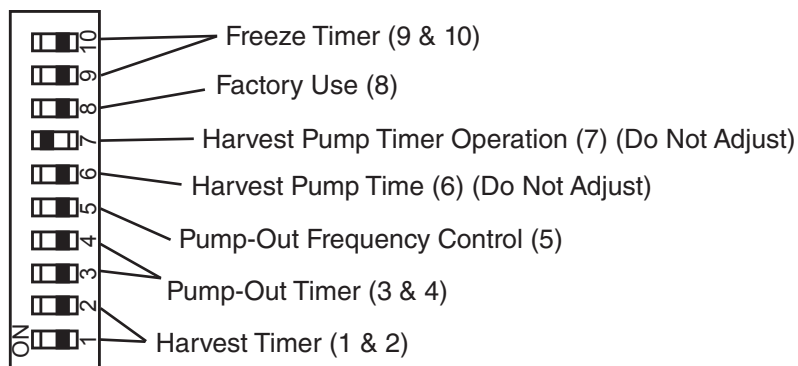 10 Freeze Timer (9 & 10)
9
Factory Use (8)
8
7 Harvest Pump Timer Operation (7) (Do Not Adjust)
6 Harvest Pump Time (6) (Do Not Adjust)
5 Pump-Out Frequency Control (5)
4
3 Pump-Out Timer (3 & 4)
2
ON 1 Harvest Timer (1 & 2)